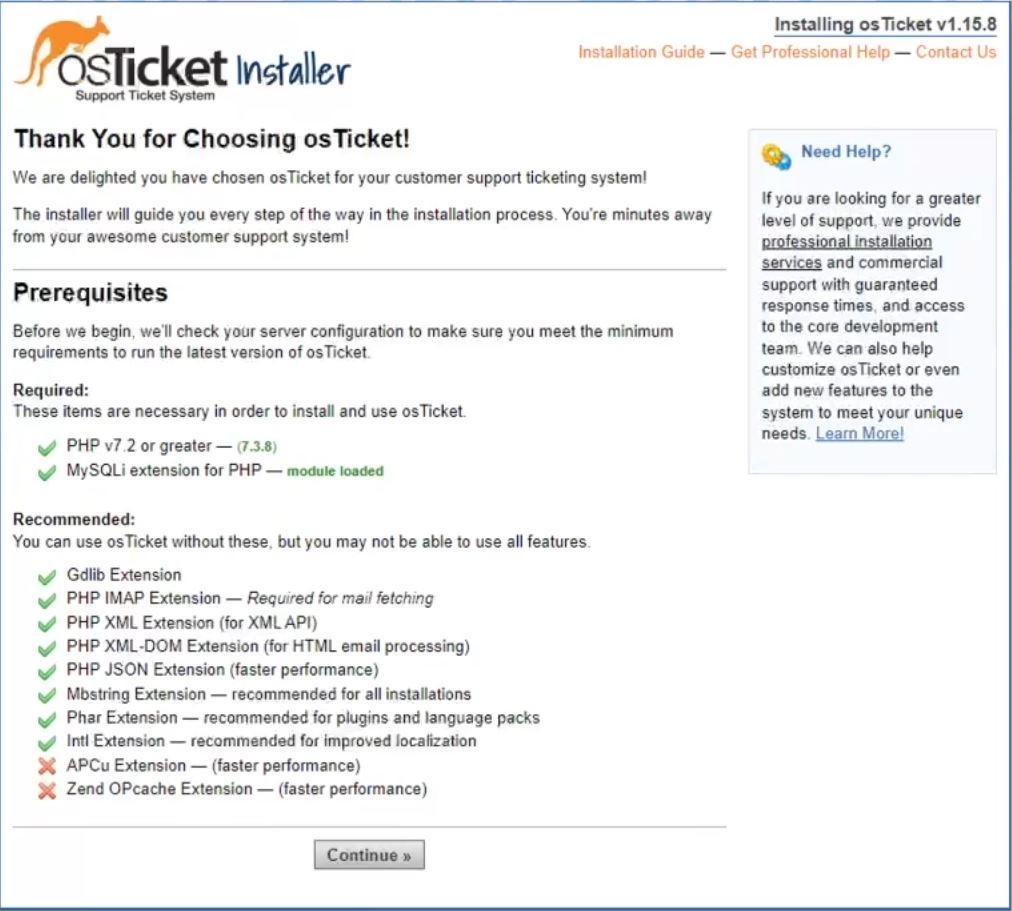 osTicket Installer
Support Ticket System
Installing osTicket v1.15.8
Installation Guide — Get Professional Help — Contact Us
Thank You for Choosing osTicket!
We are delighted you have chosen osTicket for your customer support ticketing system!
The installer will guide you every step of the way in the installation process. You're minutes away
from your awesome customer support system!
Prerequisites
Before we begin, we'll check your server configuration to make sure you meet the minimum
requirements to run the latest version of osTicket.
Required:
These items are necessary in order to install and use osTicket.
PHP v7.2 or greater — (7.3.8)
MySQLi extension for PHP — module loaded
Recommended:
You can use osTicket without these, but you may not be able to use all features.
Gdlib Extension
PHP IMAP Extension — Required for mail fetching
PHP XML Extension (for XML API)
PHP XML-DOM Extension (for HTML email processing)
PHP JSON Extension (faster performance)
Mbstring Extension — recommended for all installations
Phar Extension — recommended for plugins and language packs
Intl Extension — recommended for improved localization
APCu Extension — (faster performance)
Zend OPcache Extension — (faster performance)
Continue »
Need Help?
If you are looking for a greater
level of support, we provide
professional installation
services and commercial
support with guaranteed
response times, and access
to the core development
team. We can also help
customize osTicket or even
add new features to the
system to meet your unique
needs. Learn More!